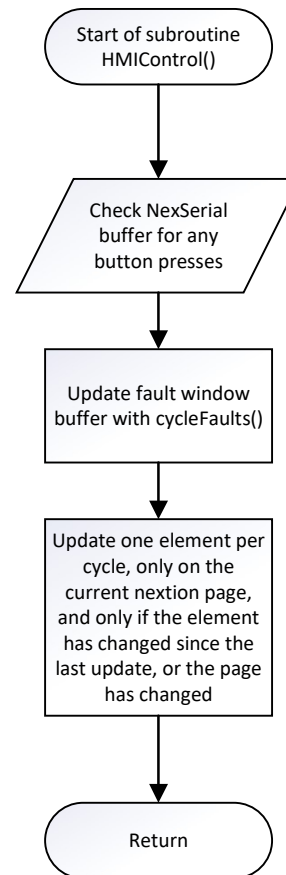 Start of subroutine
HMIControl()
Check NexSerial
buffer for any
button presses
Update fault window
buffer with cycleFaults()
Update one element per
cycle, only on the
current nextion page,
and only if the element
has changed since the
last update, or the page
has changed
Return